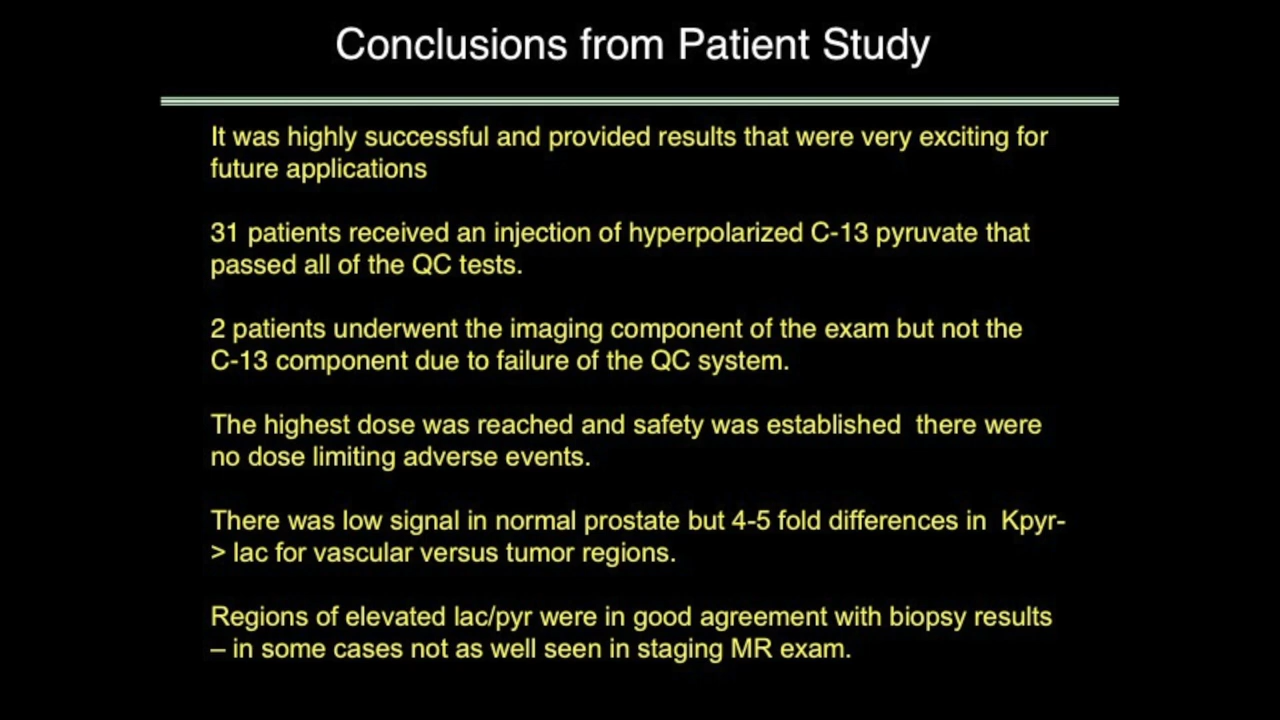 Conclusions from Patient Study
It was highly successful and provided results that were very exciting for
future applications
31 patients received an injection of hyperpolarized C-13 pyruvate that
passed all of the QC tests.
2 patients underwent the imaging component of the exam but not the
C-13 component due to failure of the QC system.
The highest dose was reached and safety was established  there were
no dose limiting adverse events.
There was low signal in normal prostate but 4-5 fold differences in  Kpyr-
> lac for vascular versus tumor regions.
Regions of elevated lac/pyr were in good agreement with biopsy results
– in some cases not as well seen in staging MR exam.